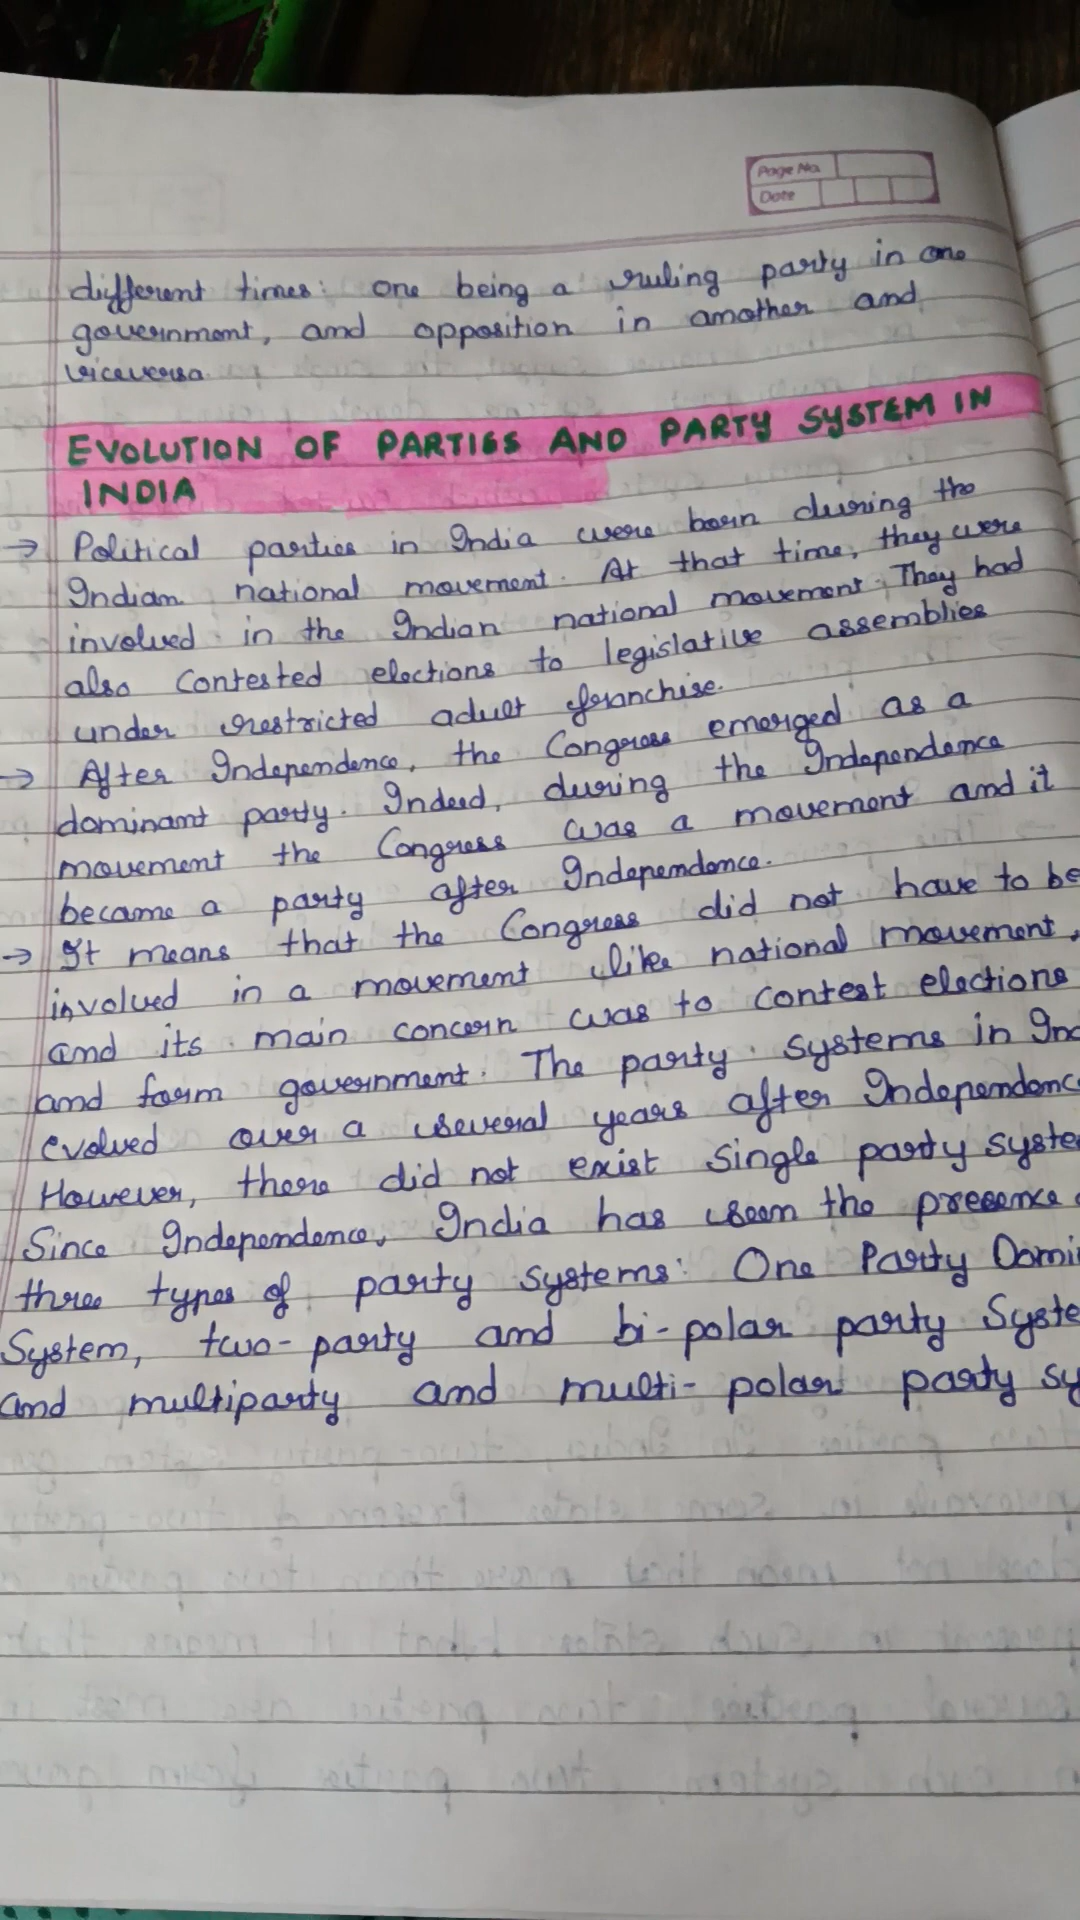 Page No.
Date
different times: one being a ruling party in one
government, and opposition in another and
viceversa.
EVOLUTION OF PARTIES AND PARTY SYSTEM IN
INDIA
→ Political parties in India were born during the
Indian national movement. At that time, they were
involved in the Indian national movement. They had
also contested elections to legislative assemblies
under restricted adult franchise.
→ After Independence, the Congress emerged as a
dominant party. Indeed, during the Independence
movement the Congress was a movement and it
became a party after Independence.
→ It means that the Congress did not have to be
involved in a movement like national movement,
and its main concern was to contest elections
and form government. The party systems in Ind
evolved over a several years after Independenc
However, there did not exist single party syste
Since Independence, India has seen the presence
three types of party systems: One Party Domi
System, two-party and bi-polar party Syste
and multiparty and multi-polar party sy